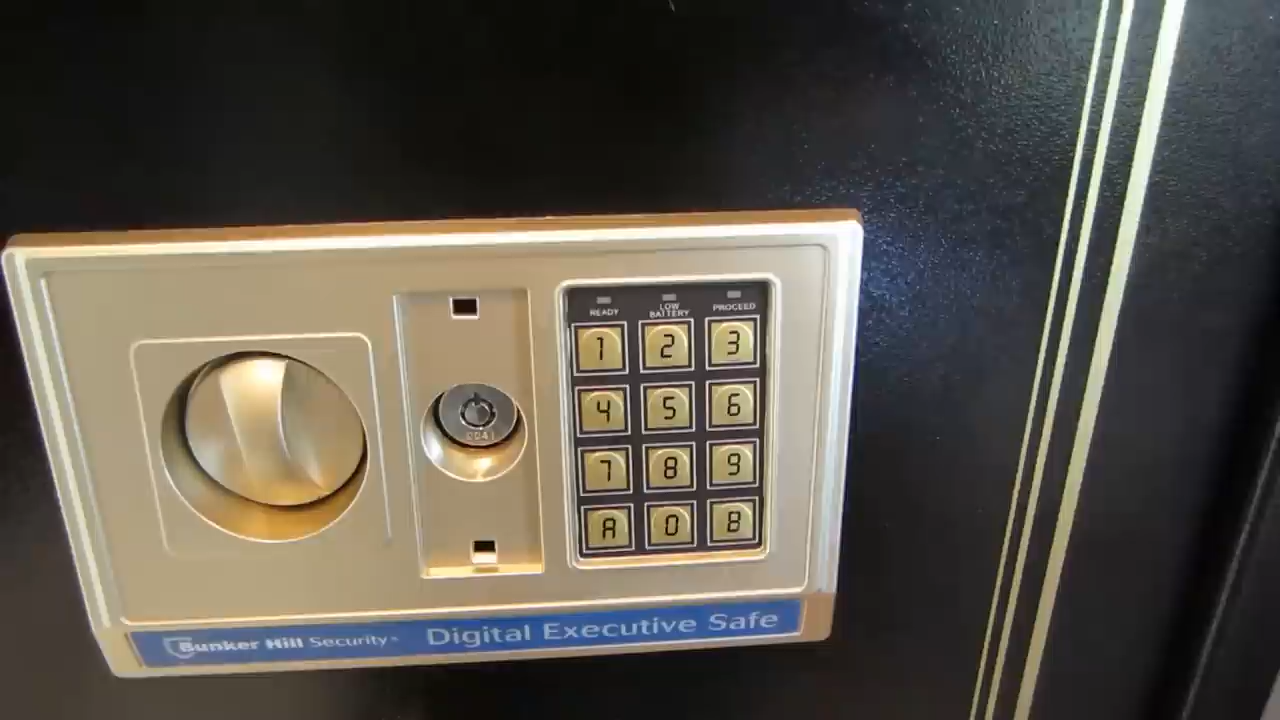 READY LOW BATTERY PROCEED
1 2 3
4 5 6
7 8 9
A 0 B
0041
Bunker Hill Security Digital Executive Safe